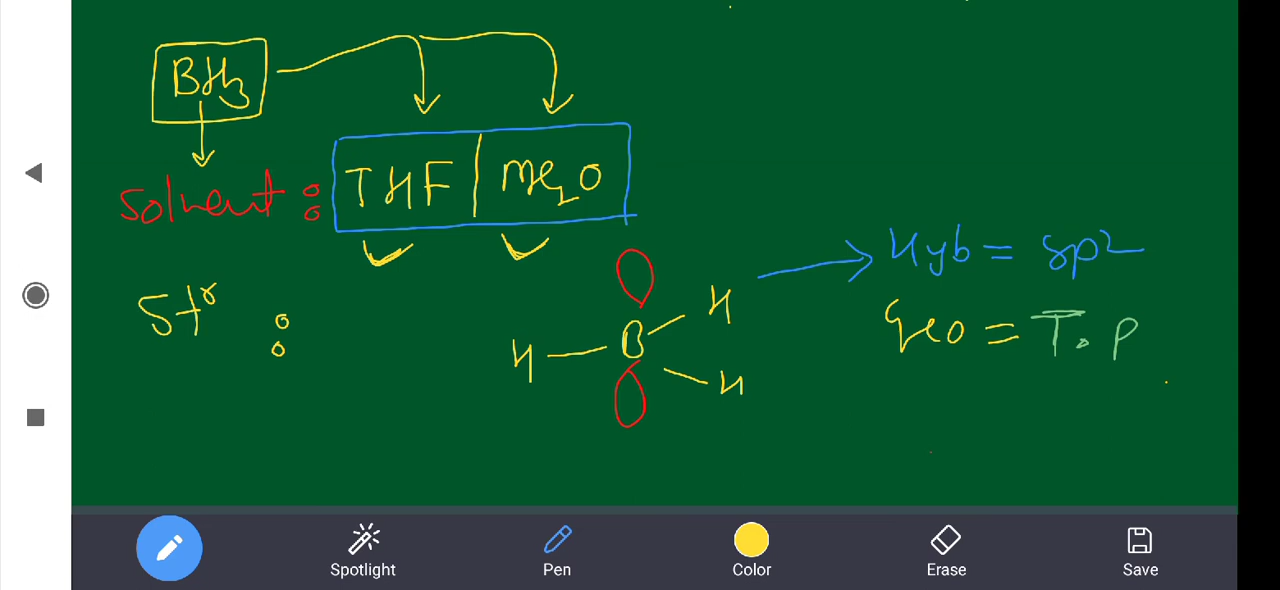 BH3
Solvent : THF | Me2O
Str :
H B H H
Hyb = sp2
Geo = T.P
Spotlight
Pen
Color
Erase
Save